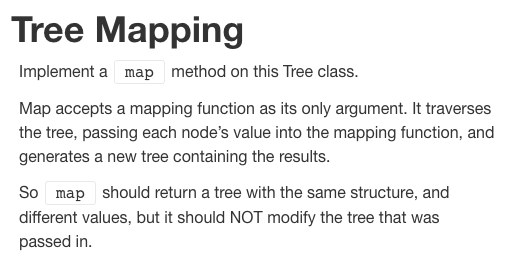 Tree Mapping
Implement a map method on this Tree class.
Map accepts a mapping function as its only argument. It traverses
the tree, passing each node’s value into the mapping function, and
generates a new tree containing the results.
So map should return a tree with the same structure, and
different values, but it should NOT modify the tree that was
passed in.